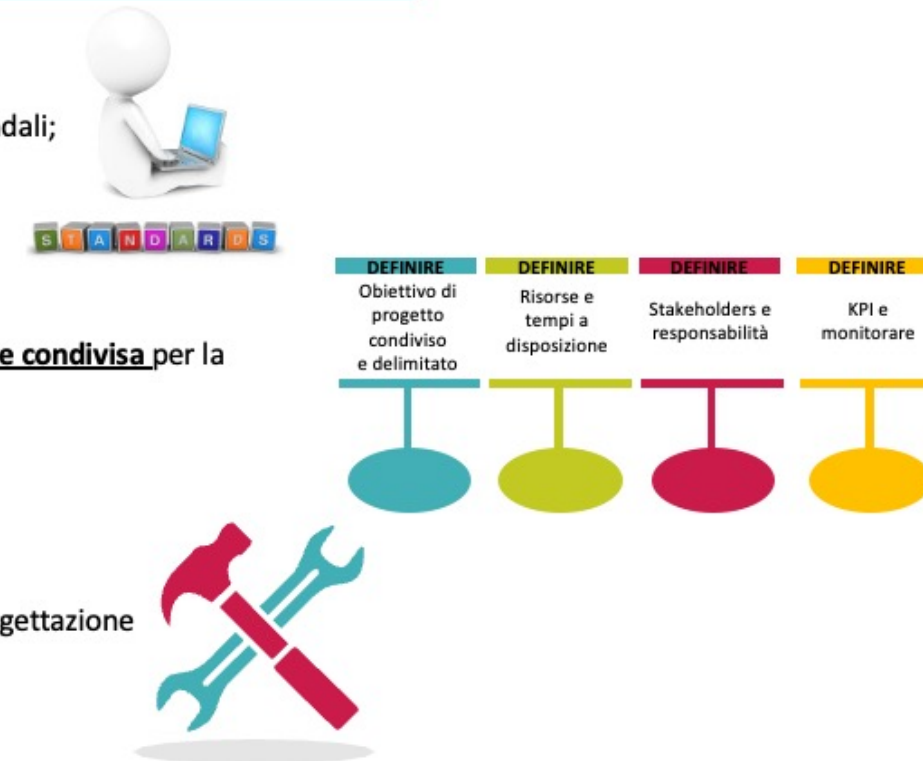 dali;
STANDARDS
DEFINIRE
Obiettivo di
progetto
condiviso
e delimitato
DEFINIRE
Risorse e
tempi a
disposizione
DEFINIRE
Stakeholders e
responsabilità
DEFINIRE
KPI e
monitorare
e condivisa per la
gettazione